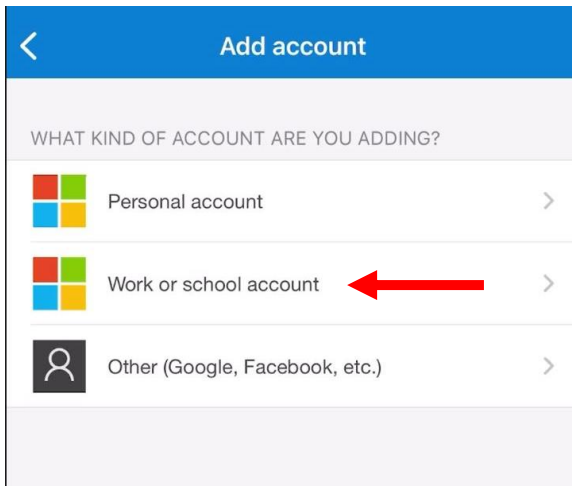 Add account
WHAT KIND OF ACCOUNT ARE YOU ADDING?
Personal account
Work or school account
Other (Google, Facebook, etc.)